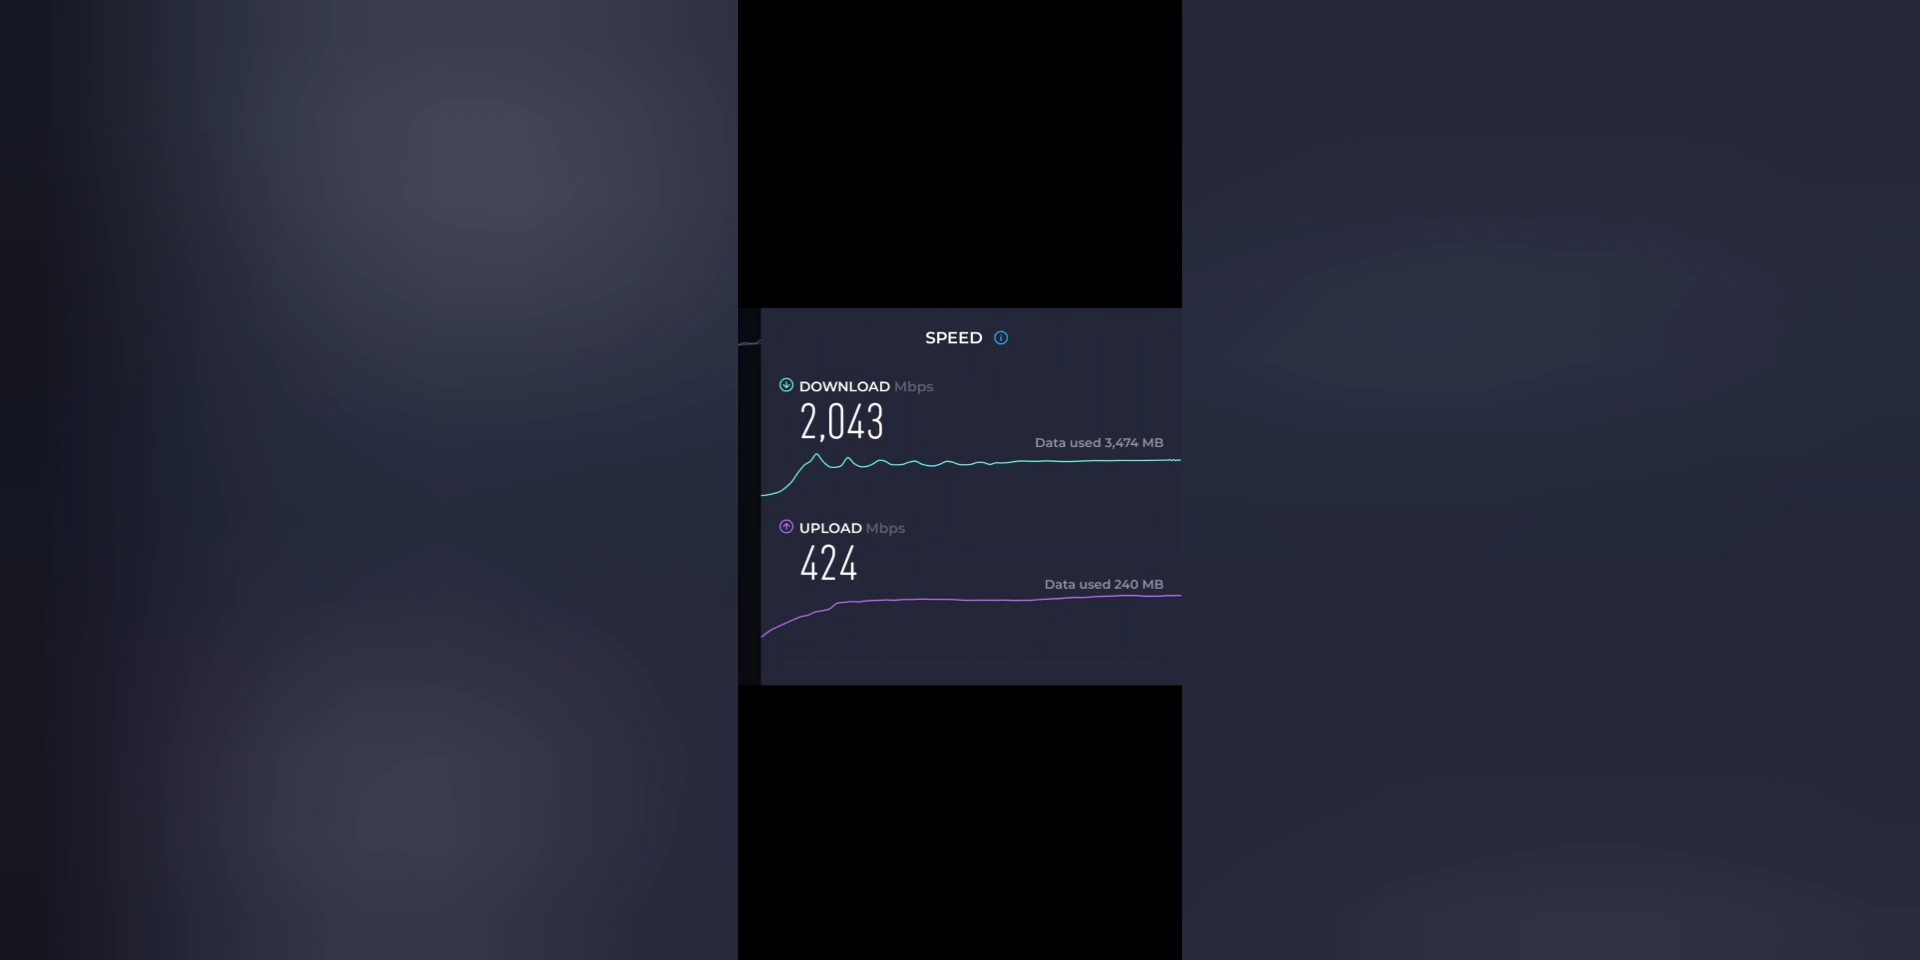 SPEED
DOWNLOAD Mbps
2,043
Data used 3,474 MB
UPLOAD Mbps
424
Data used 240 MB